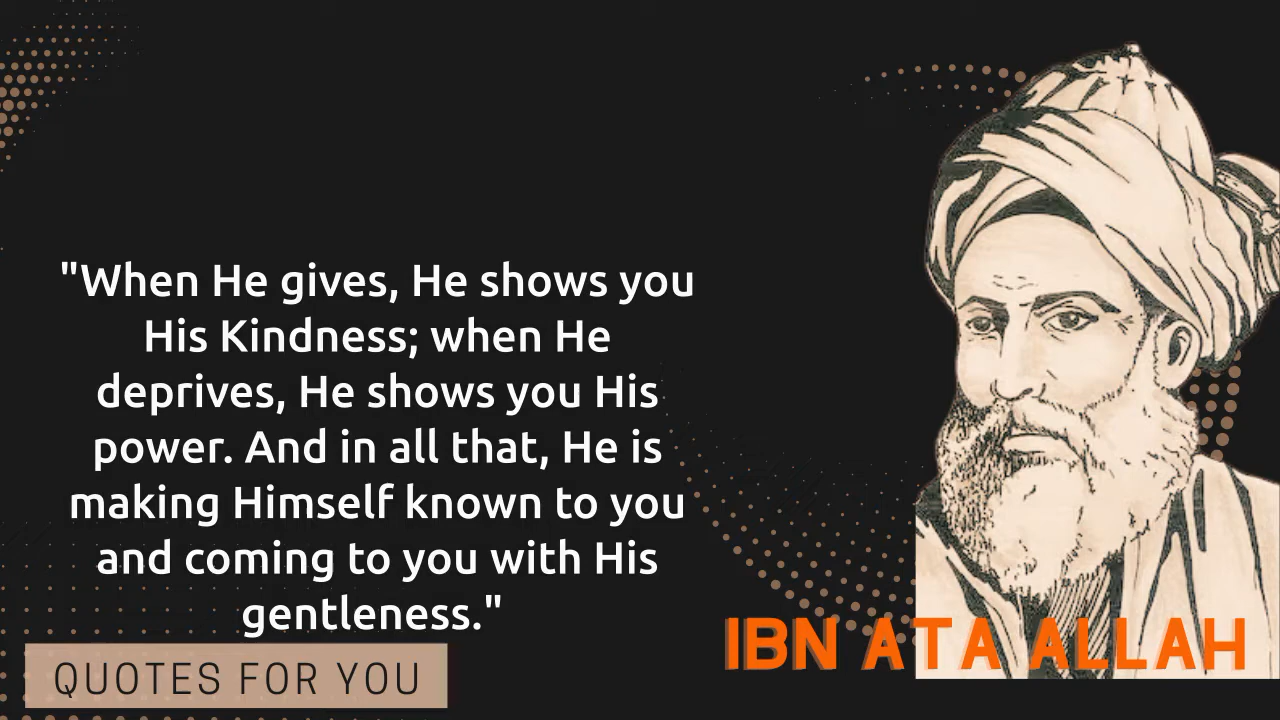 "When He gives, He shows you
His Kindness; when He
deprives, He shows you His
power. And in all that, He is
making Himself known to you
and coming to you with His
gentleness."
QUOTES FOR YOU
IBN ATA ALLAH